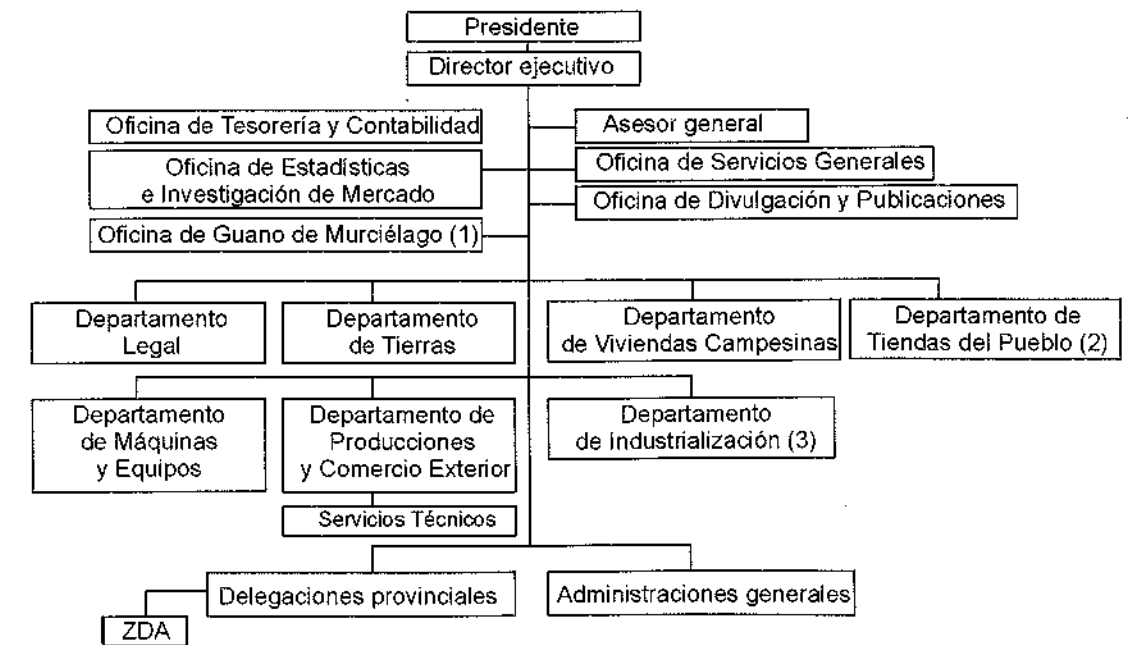 Presidente
Director ejecutivo
Oficina de Tesorería y Contabilidad
Asesor general
Oficina de Estadísticas
e Investigación de Mercado
Oficina de Servicios Generales
Oficina de Divulgación y Publicaciones
Oficina de Guano de Murciélago (1)
Departamento
Legal
Departamento
de Tierras
Departamento
de Viviendas Campesinas
Departamento de
Tiendas del Pueblo (2)
Departamento
de Máquinas
y Equipos
Departamento de
Producciones
y Comercio Exterior
Departamento
de Industrialización (3)
Servicios Técnicos
Delegaciones provinciales
Administraciones generales
ZDA